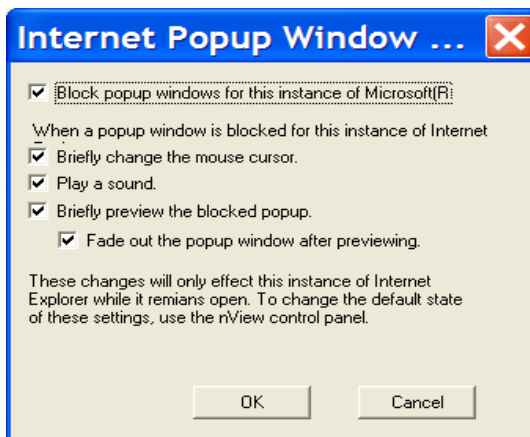 Internet Popup Window ...
Block popup windows for this instance of Microsoft(R
When a popup window is blocked for this instance of Internet
Briefly change the mouse cursor.
Play a sound.
Briefly preview the blocked popup.
Fade out the popup window after previewing.
These changes will only effect this instance of Internet
Explorer while it remians open. To change the default state
of these settings, use the nView control panel.
OK
Cancel